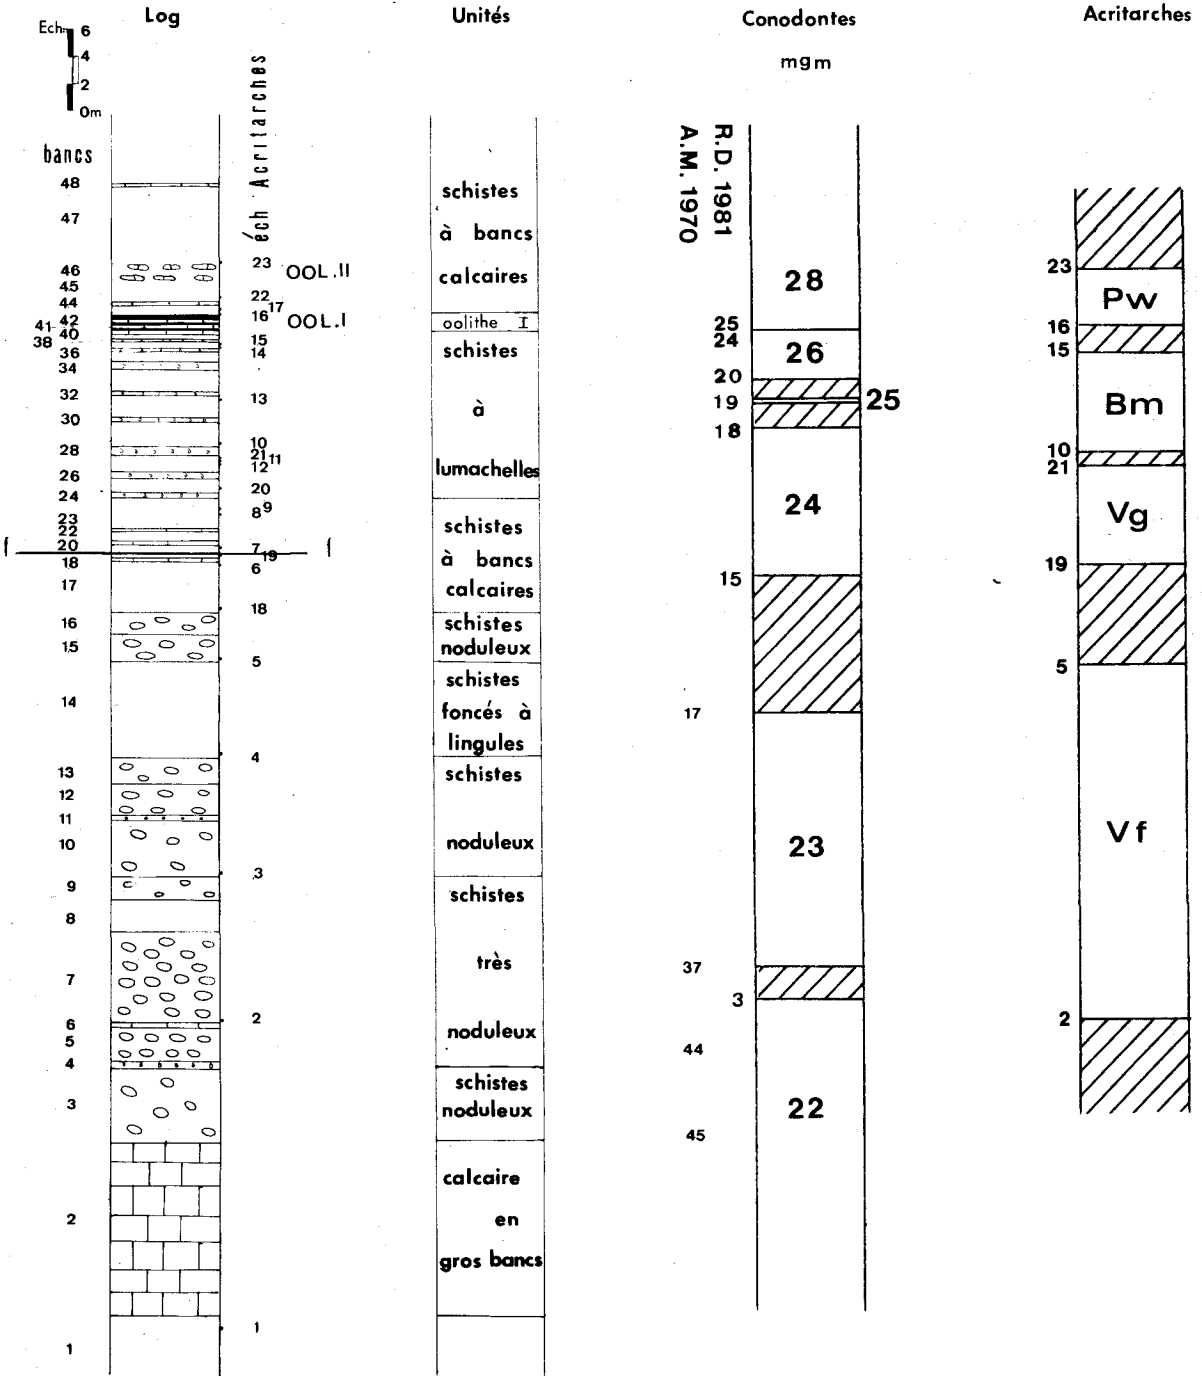 Log
Unités
Conodontes
Acritarches
mgm
Ech.
6
4
2
0m
bancs
éch Acritarches
48
47
46
45
44
42
41
40
38
36
34
32
30
28
26
24
23
22
20
18
17
16
15
14
13
12
11
10
9
8
7
6
5
4
3
2
1
f
f
23
OOL.II
22
17
16
OOL.I
15
14
13
10
21
11
12
20
9
8
7
19
6
18
5
4
3
2
1
schistes
à bancs
calcaires
oolithe I
schistes
à
lumachelles
schistes
à bancs
calcaires
schistes
noduleux
schistes
foncés à
lingules
schistes
noduleux
schistes
très
noduleux
schistes
noduleux
calcaire
en
gros bancs
R.D. 1981
A.M. 1970
25
24
20
19
18
15
17
37
3
44
45
28
26
25
24
23
22
23
16
15
10
21
19
5
2
Pw
Bm
Vg
Vf